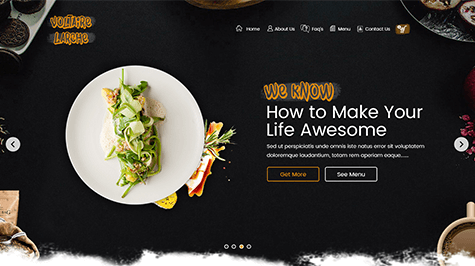 VOLTAIRE
LARCHE
Home
About Us
Faq's
Menu
Contact Us
WE KNOW
How to Make Your
Life Awesome
Sed ut perspiciatis unde omnis iste natus error sit voluptatem
doloremque laudantium, totam rem aperiam eaque......
Get More
See Menu